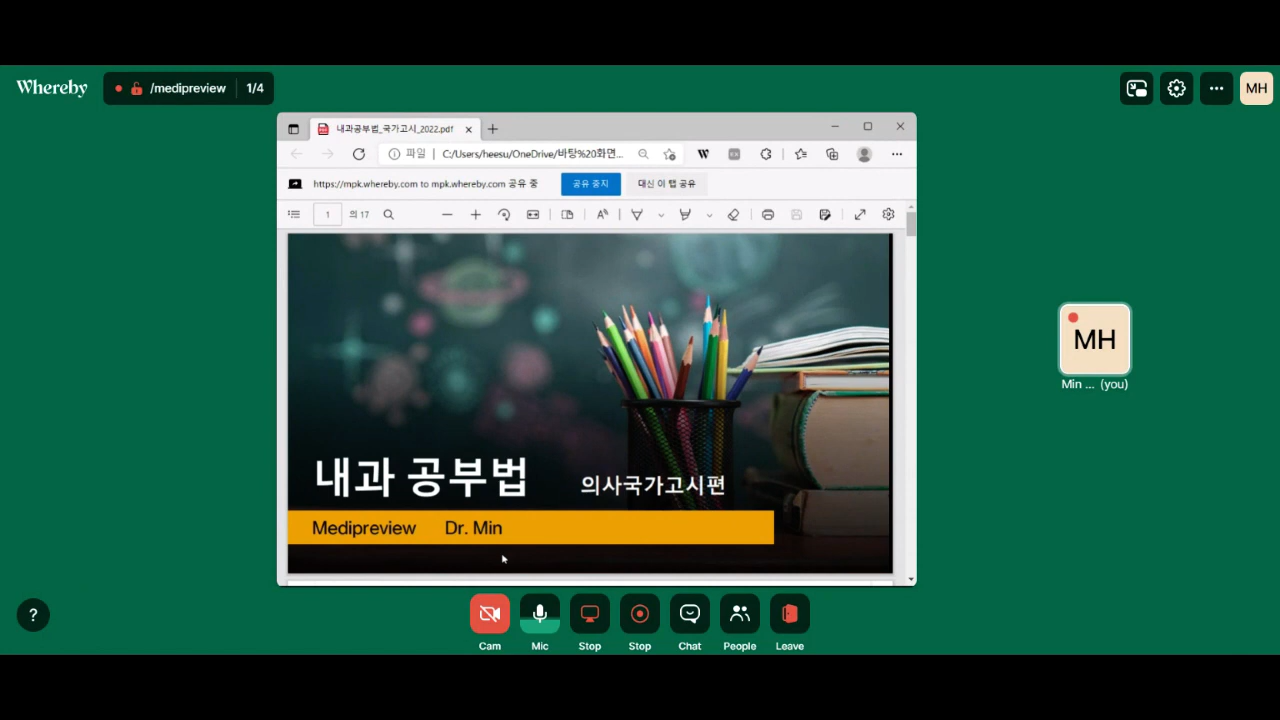 Whereby
/medipreview 1/4
MH
내과공부법_국가고시_2022.pdf
파일 C:/Users/heesu/OneDrive/바탕%20화면...
https://mpk.whereby.com to mpk.whereby.com 공유 중 공유 중지 대신 이 탭 공유
1 의 17
MH
Min ... (you)
내과 공부법 의사국가고시편
Medipreview Dr. Min
?
Cam Mic Stop Stop Chat People Leave